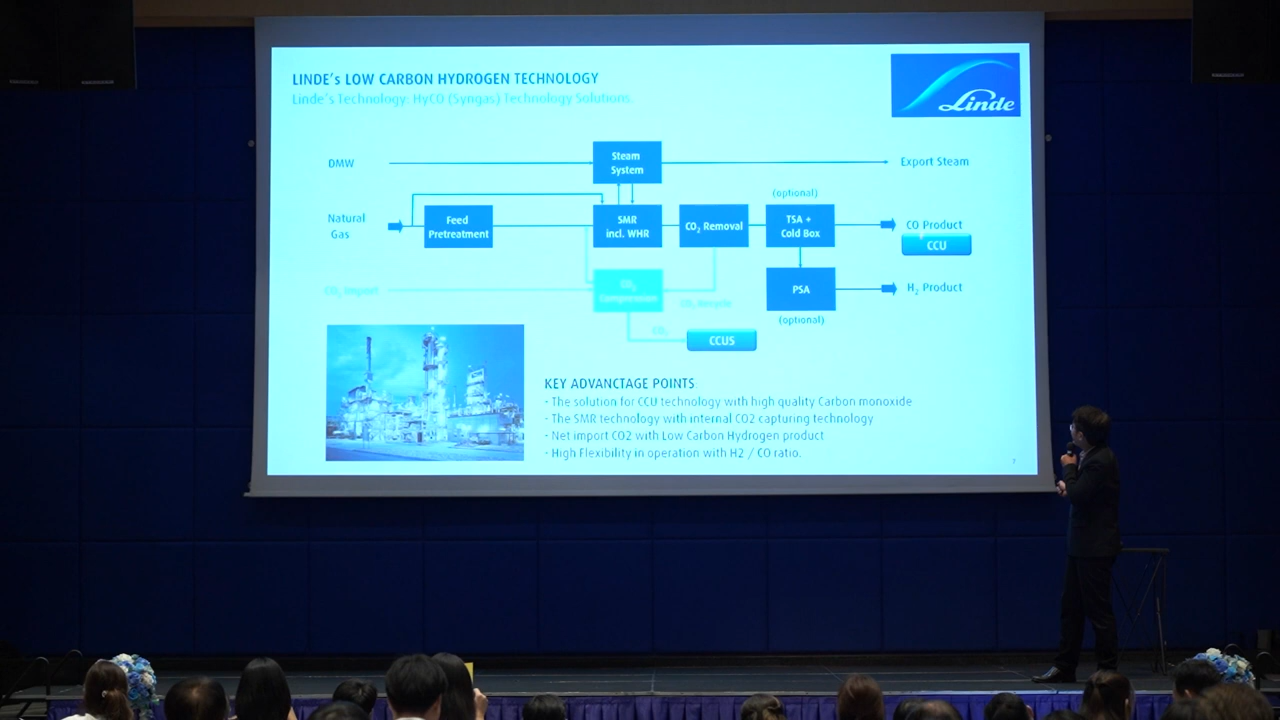 LINDE's LOW CARBON HYDROGEN TECHNOLOGY
Linde's Technology: HyCO (Syngas) Technology Solutions
Linde
DMW
Steam
System
Export Steam
(optional)
Natural
Gas
Feed
Pretreatment
SMR
incl. WHR
CO₂ Removal
TSA +
Cold Box
CO Product
CCU
CO₂ Import
CO₂
Compression
CO₂ Recycle
PSA
H₂ Product
(optional)
CO₂
CCUS
KEY ADVANCTAGE POINTS
- The solution for CCU technology with high quality Carbon monoxide
- The SMR technology with internal CO2 capturing technology
- Net import CO2 with Low Carbon Hydrogen product
- High Flexibility in operation with H2 / CO ratio.
7